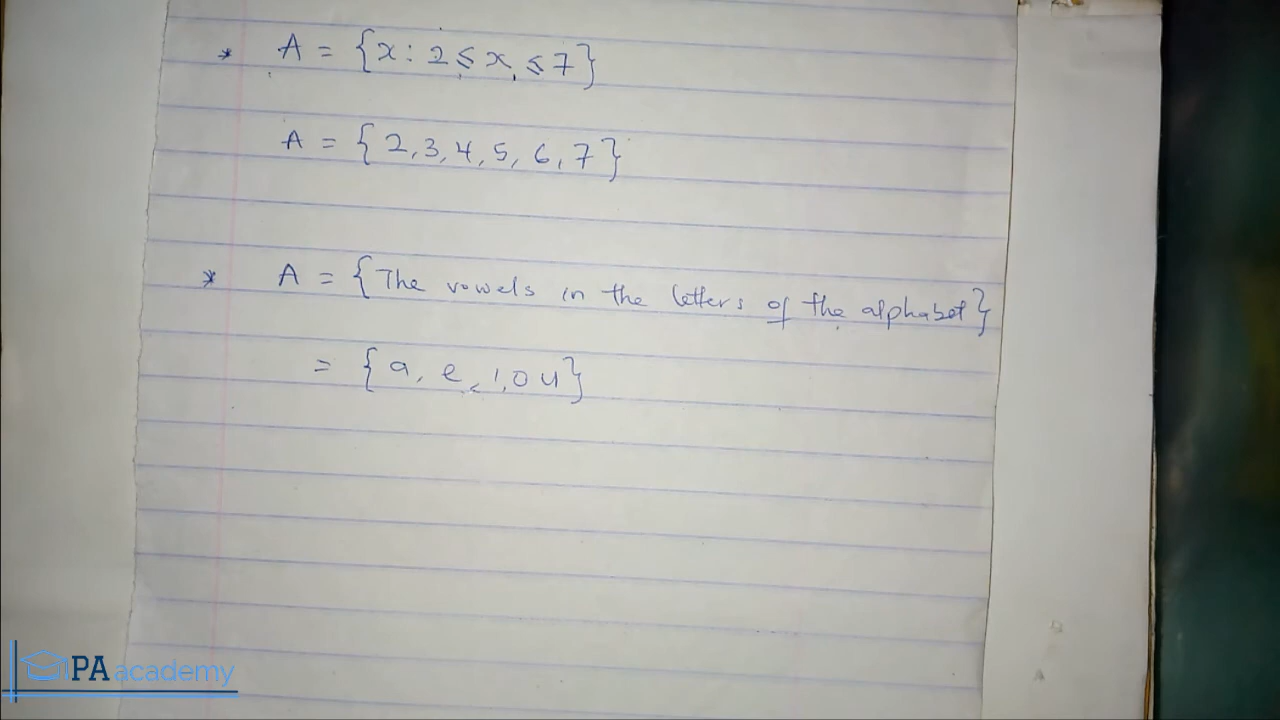 * A = {x : 2 ≤ x, ≤ 7}
A = {2, 3, 4, 5, 6, 7}
* A = {The vowels in the letters of the alphabet}
= {a, e, i, o u}
PA academy